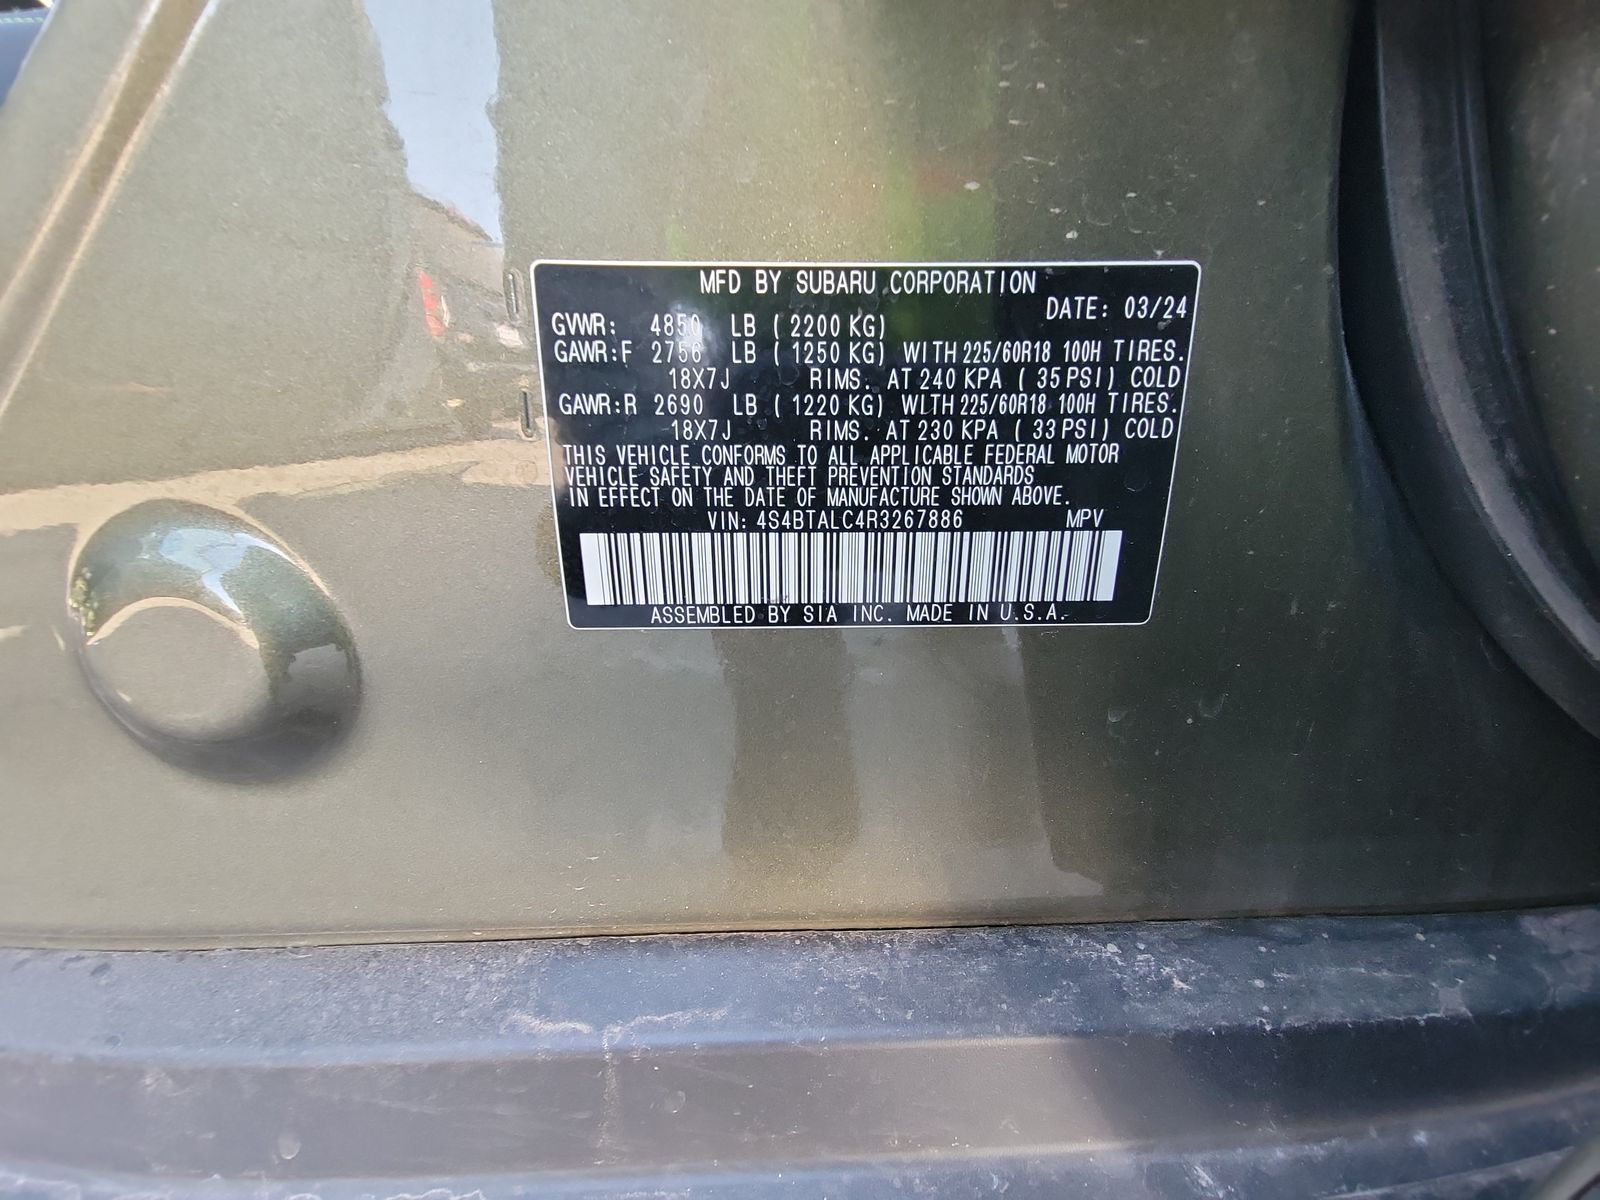 MFD BY SUBARU CORPORATION
DATE: 03/24
GVWR: 4850 LB ( 2200 KG)
GAWR:F 2756 LB ( 1250 KG) WITH 225/60R18 100H TIRES.
18X7J RIMS. AT 240 KPA ( 35 PSI) COLD
GAWR:R 2690 LB ( 1220 KG) WITH 225/60R18 100H TIRES.
18X7J RIMS. AT 230 KPA ( 33 PSI) COLD
THIS VEHICLE CONFORMS TO ALL APPLICABLE FEDERAL MOTOR
VEHICLE SAFETY AND THEFT PREVENTION STANDARDS
IN EFFECT ON THE DATE OF MANUFACTURE SHOWN ABOVE.
VIN: 4S4BTALC4R3267886 MPV
ASSEMBLED BY SIA INC. MADE IN U.S.A.